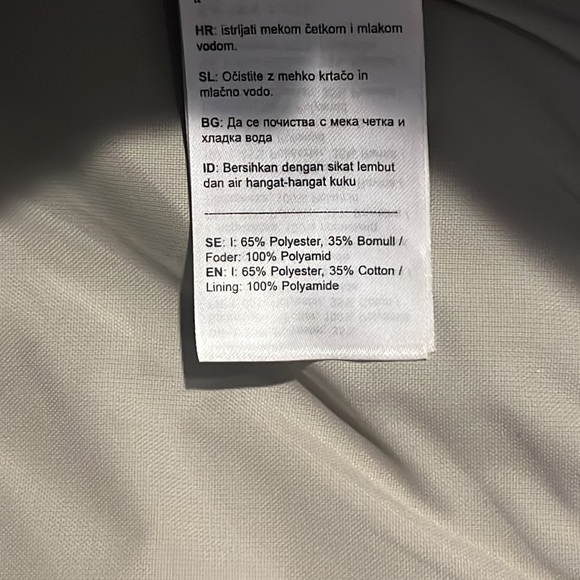 HR: istrljati mekom četkom i mlakom
vodom.
SL: Očistite z mehko krtačo in
mlačno vodo.
BG: Да се почиства с мека четка и
хладка вода
ID: Bersihkan dengan sikat lembut
dan air hangat-hangat kuku
SE: I: 65% Polyester, 35% Bomull /
Foder: 100% Polyamid
EN: I: 65% Polyester, 35% Cotton /
Lining: 100% Polyamide